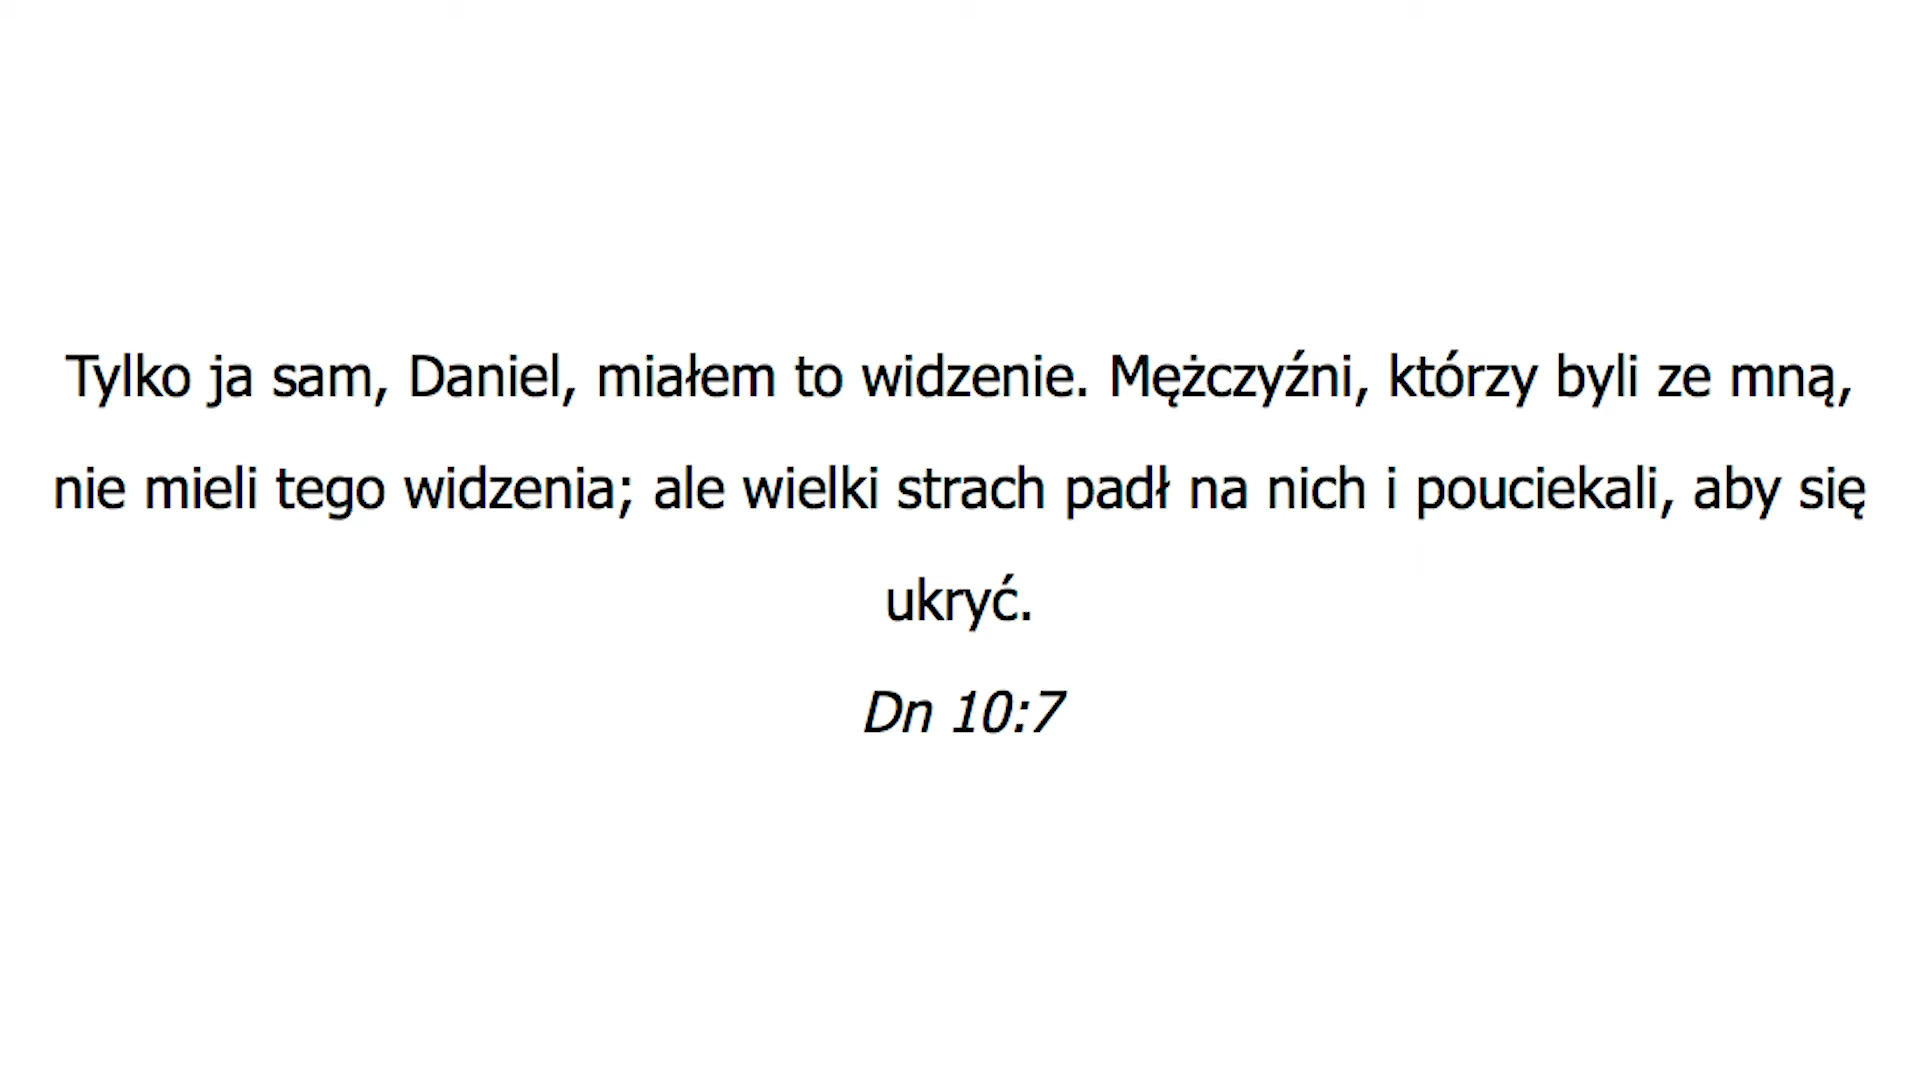 Tylko ja sam, Daniel, miałem to widzenie. Mężczyźni, którzy byli ze mną,
nie mieli tego widzenia; ale wielki strach padł na nich i pouciekali, aby się
ukryć.
Dn 10:7